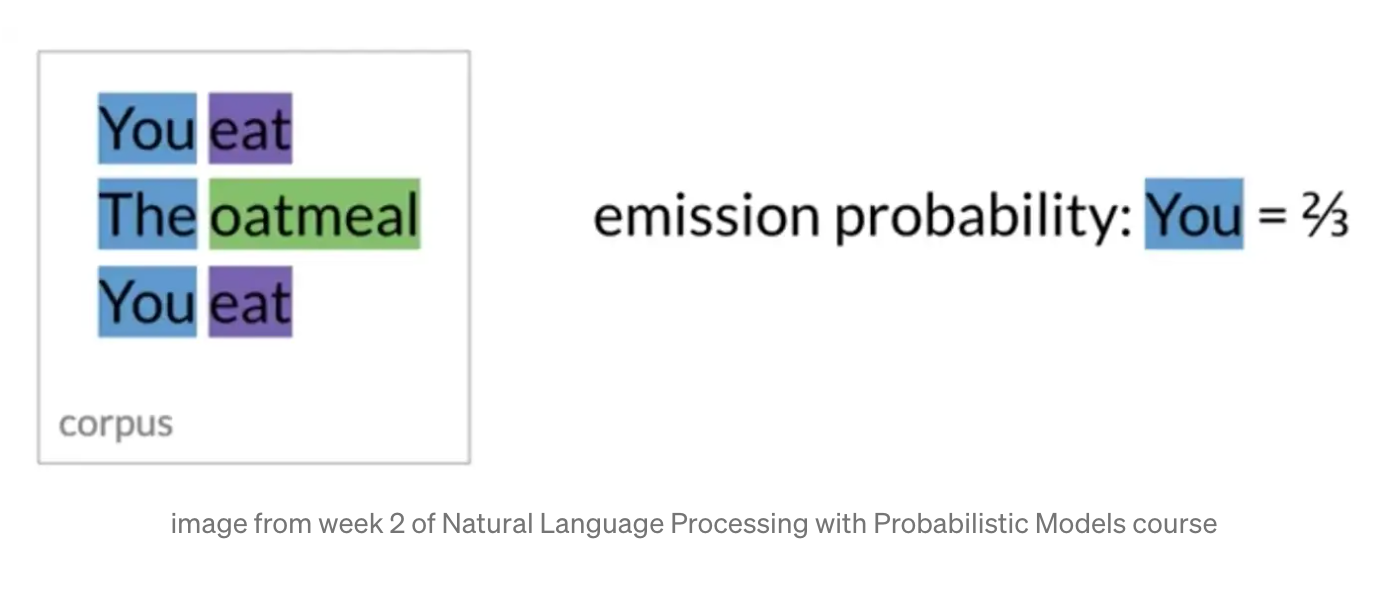 You eat
The oatmeal
You eat
corpus
emission probability: You = ⅔
image from week 2 of Natural Language Processing with Probabilistic Models course